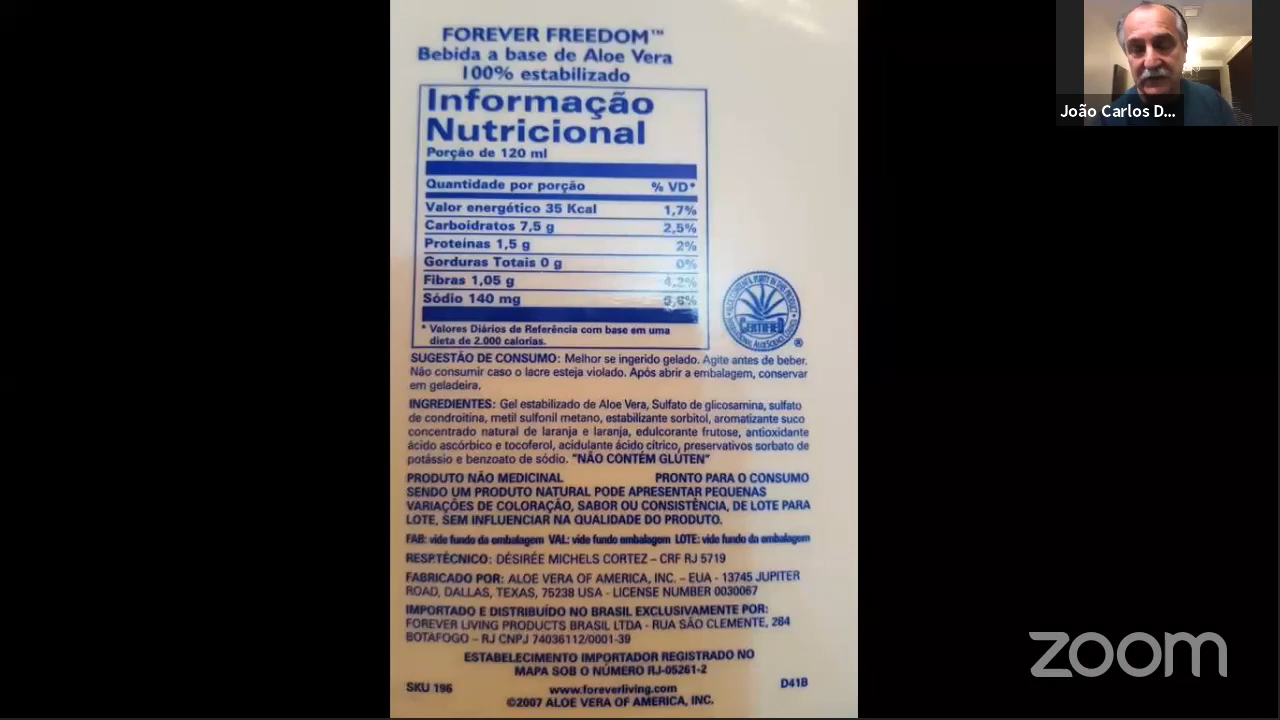 FOREVER FREEDOM™
Bebida a base de Aloe Vera
100% estabilizado
Informação
Nutricional
Porção de 120 ml
Quantidade por porção % VD*
Valor energético 35 Kcal 1,7%
Carboidratos 7,5 g 2,5%
Proteínas 1,5 g 2%
Gorduras Totais 0 g 0%
Fibras 1,05 g 4,2%
Sódio 140 mg
* Valores Diários de Referência com base em uma
dieta de 2.000 calorias.
CERTIFIED
®
SUGESTÃO DE CONSUMO: Melhor se ingerido gelado. Agite antes de beber.
Não consumir caso o lacre esteja violado. Após abrir a embalagem, conservar
em geladeira.
INGREDIENTES: Gel estabilizado de Aloe Vera, Sulfato de glicosamina, sulfato
de condroitina, metil sulfonil metano, estabilizante sorbitol, aromatizante suco
concentrado natural de laranja e laranja, edulcorante frutose, antioxidante
ácido ascórbico e tocoferol, acidulante ácido cítrico, preservativos sorbato de
potássio e benzoato de sódio. "NÃO CONTÉM GLÚTEN"
PRODUTO NÃO MEDICINAL PRONTO PARA O CONSUMO
SENDO UM PRODUTO NATURAL PODE APRESENTAR PEQUENAS
VARIAÇÕES DE COLORAÇÃO, SABOR OU CONSISTÊNCIA, DE LOTE PARA
LOTE, SEM INFLUENCIAR NA QUALIDADE DO PRODUTO.
FAB: vide fundo da embalagem VAL: vide fundo embalagem LOTE: vide fundo da embalagem
RESP.TÉCNICO: DÉSIRÉE MICHELS CORTEZ – CRF RJ 5719
FABRICADO POR: ALOE VERA OF AMERICA, INC. – EUA - 13745 JUPITER
ROAD, DALLAS, TEXAS, 75238 USA - LICENSE NUMBER 0030067
IMPORTADO E DISTRIBUÍDO NO BRASIL EXCLUSIVAMENTE POR:
FOREVER LIVING PRODUCTS BRASIL LTDA - RUA SÃO CLEMENTE, 284
BOTAFOGO – RJ CNPJ 74036112/0001-39
ESTABELECIMENTO IMPORTADOR REGISTRADO NO
MAPA SOB O NÚMERO RJ-05261-2
SKU 196 www.foreverliving.com D41B
©2007 ALOE VERA OF AMERICA, INC.
João Carlos D...
zoom